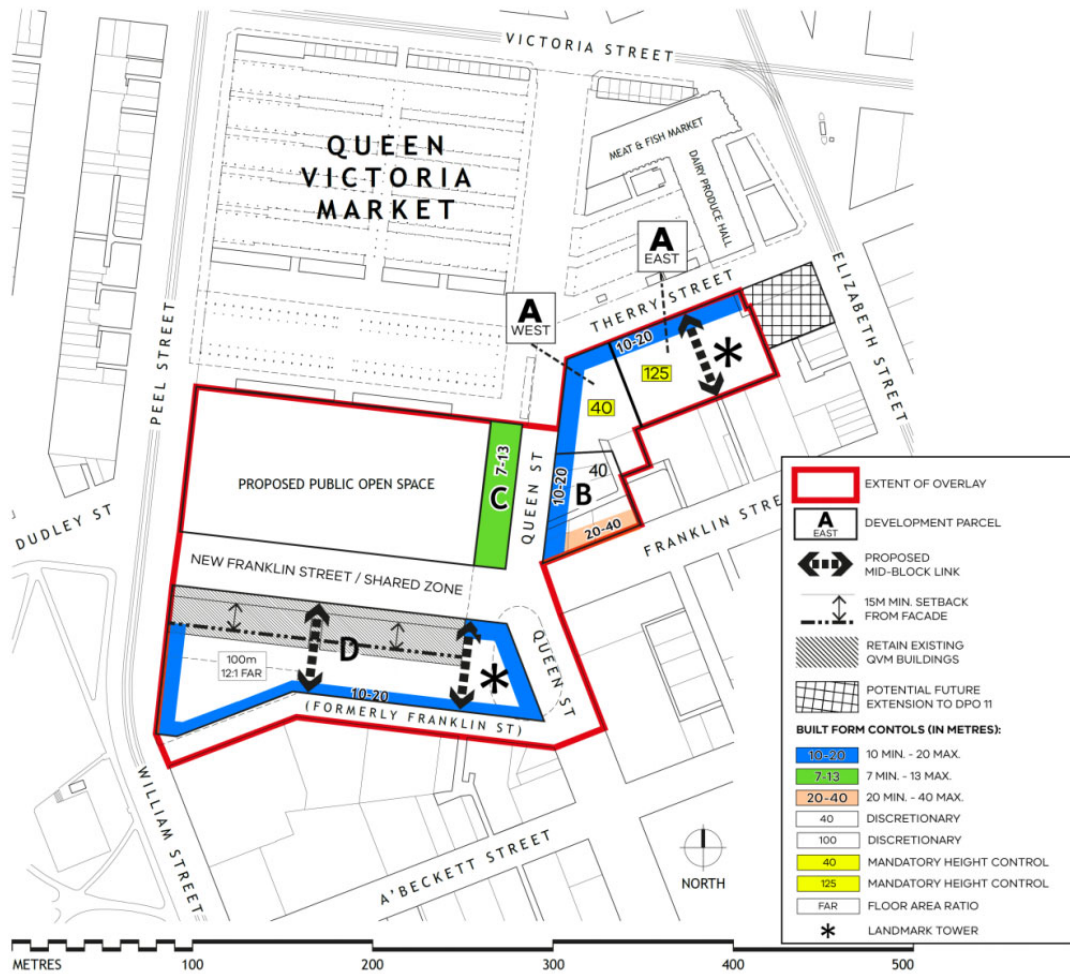 VICTORIA STREET
QUEEN
VICTORIA
MARKET
MEAT & FISH MARKET
DAIRY PRODUCE HALL
A
EAST
A
WEST
THERRY STREET
ELIZABETH STREET
PEEL STREET
10-20
125
40
PROPOSED PUBLIC OPEN SPACE
7-13
C
QUEEN ST
10-20
B
40
20-40
FRANKLIN STREET
DUDLEY ST
NEW FRANKLIN STREET / SHARED ZONE
D
100m
12:1 FAR
10-20
(FORMERLY FRANKLIN ST)
QUEEN ST
WILLIAM STREET
A'BECKETT STREET
NORTH
EXTENT OF OVERLAY
A
EAST
DEVELOPMENT PARCEL
PROPOSED
MID-BLOCK LINK
15M MIN. SETBACK
FROM FACADE
RETAIN EXISTING
QVM BUILDINGS
POTENTIAL FUTURE
EXTENSION TO DPO 11
BUILT FORM CONTOLS (IN METRES):
10-20 10 MIN. - 20 MAX.
7-13 7 MIN. - 13 MAX.
20-40 20 MIN. - 40 MAX.
40 DISCRETIONARY
100 DISCRETIONARY
40 MANDATORY HEIGHT CONTROL
125 MANDATORY HEIGHT CONTROL
FAR FLOOR AREA RATIO
* LANDMARK TOWER
METRES 100 200 300 400 500